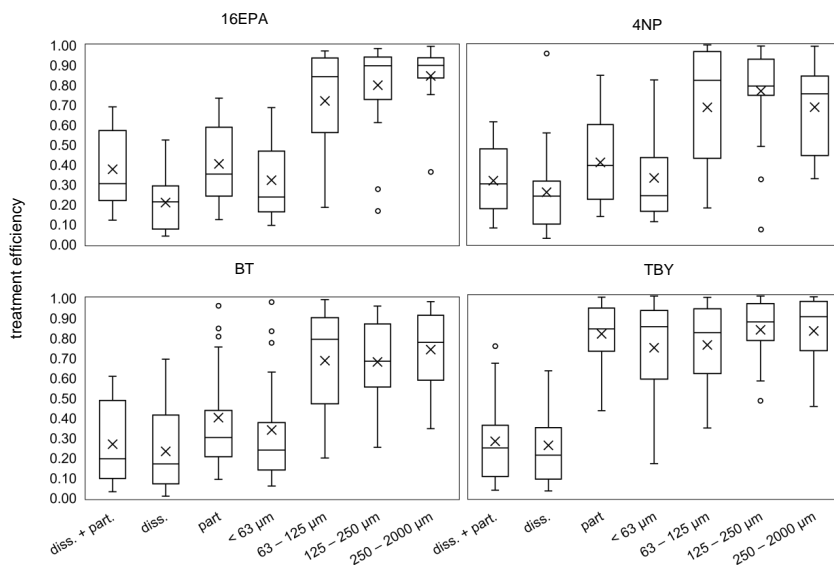 16EPA
4NP
1.00
0.90
0.80
0.70
0.60
0.50
0.40
0.30
0.20
0.10
0.00
treatment efficiency
BT
TBY
1.00
0.90
0.80
0.70
0.60
0.50
0.40
0.30
0.20
0.10
0.00
diss. + part.
diss.
part
< 63 µm
63 – 125 µm
125 – 250 µm
250 – 2000 µm
diss. + part.
diss.
part
< 63 µm
63 – 125 µm
125 – 250 µm
250 – 2000 µm